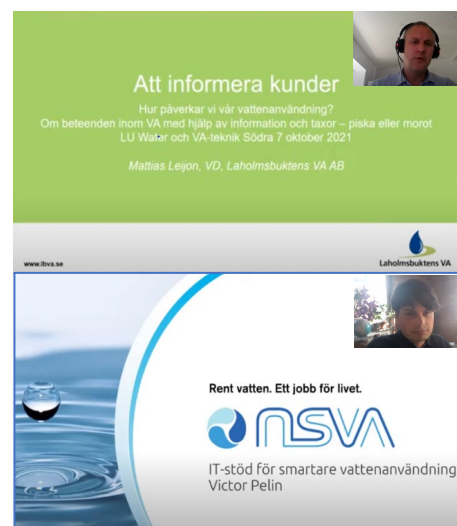 Att informera kunder
Hur påverkar vi vår vattenanvändning?
Om beteenden inom VA med hjälp av information och taxor – piska eller morot
LU Water och VA-teknik Södra 7 oktober 2021
Mattias Leijon, VD, Laholmsbuktens VA AB
www.lbva.se
Laholmsbuktens VA
Rent vatten. Ett jobb för livet.
NSVA
IT-stöd för smartare vattenanvändning
Victor Pelin